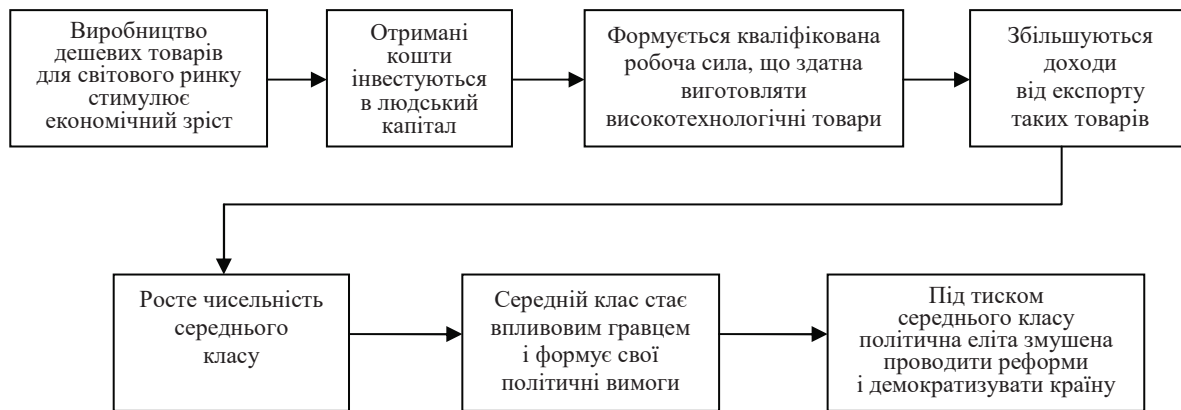 Виробництво
дешевих товарів
для світового ринку
стимулює
економічний зріст
Отримані
кошти
інвестуються
в людський
капітал
Формується кваліфікована
робоча сила, що здатна
виготовляти
високотехнологічні товари
Збільшуються
доходи
від експорту
таких товарів
Росте чисельність
середнього
класу
Середній клас стає
впливовим гравцем
і формує свої
політичні вимоги
Під тиском
середнього класу
політична еліта змушена
проводити реформи
і демократизувати країну